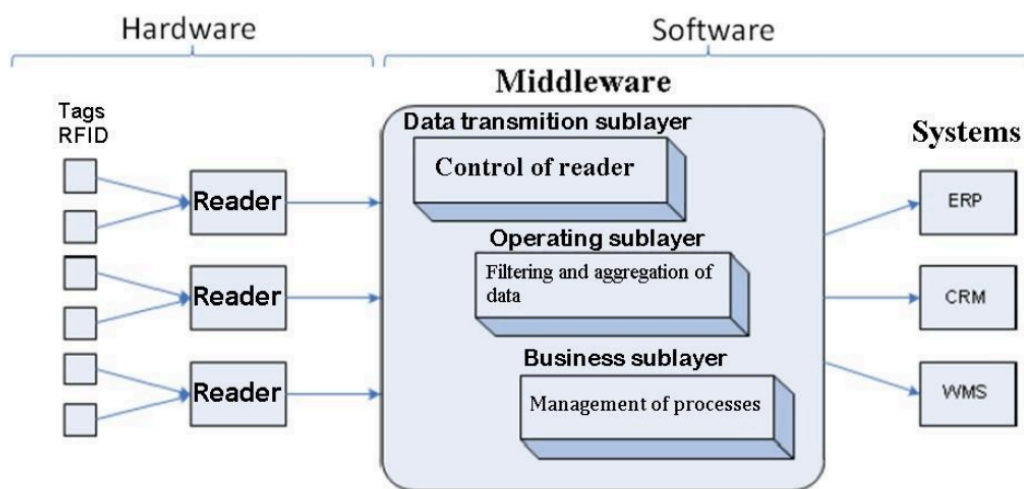 Hardware
Software
Middleware
Tags
RFID
Reader
Reader
Reader
Data transmition sublayer
Control of reader
Operating sublayer
Filtering and aggregation of
data
Business sublayer
Management of processes
Systems
ERP
CRM
WMS